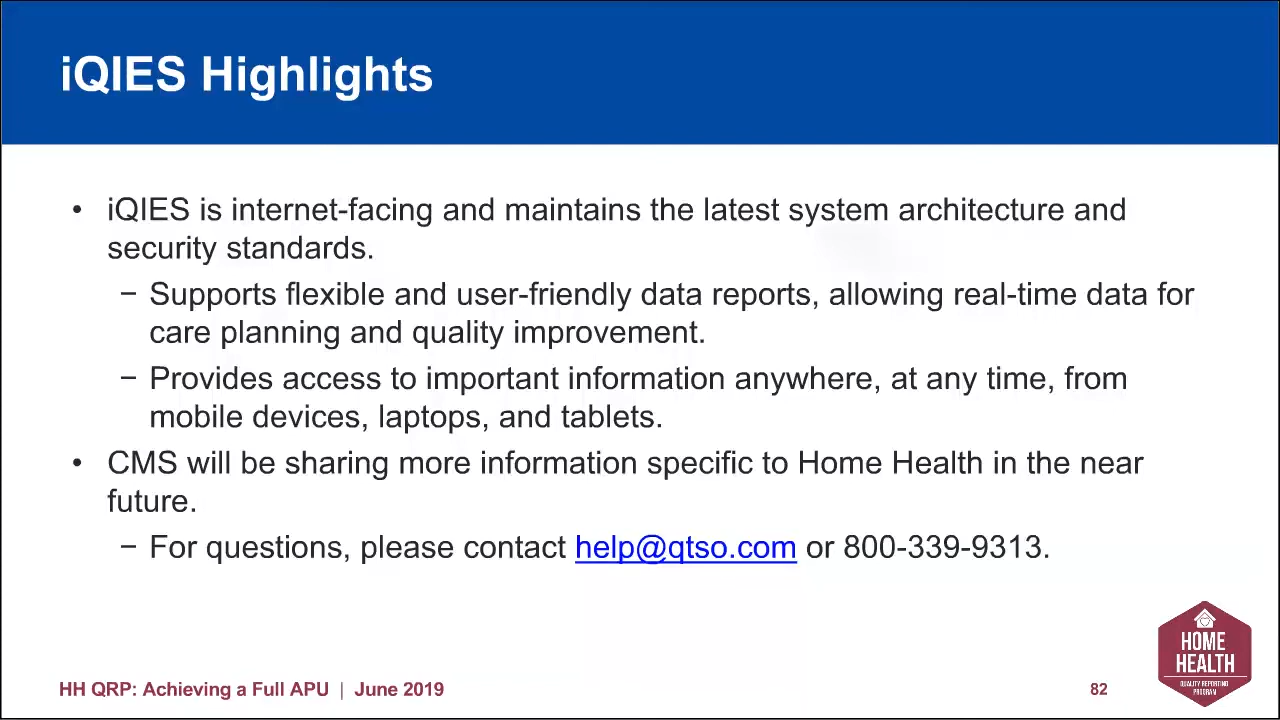 iQIES Highlights
• iQIES is internet-facing and maintains the latest system architecture and
security standards.
− Supports flexible and user-friendly data reports, allowing real-time data for
care planning and quality improvement.
− Provides access to important information anywhere, at any time, from
mobile devices, laptops, and tablets.
• CMS will be sharing more information specific to Home Health in the near
future.
− For questions, please contact help@qtso.com or 800-339-9313.
HH QRP: Achieving a Full APU | June 2019
82
HOME
HEALTH
QUALITY REPORTING
PROGRAM